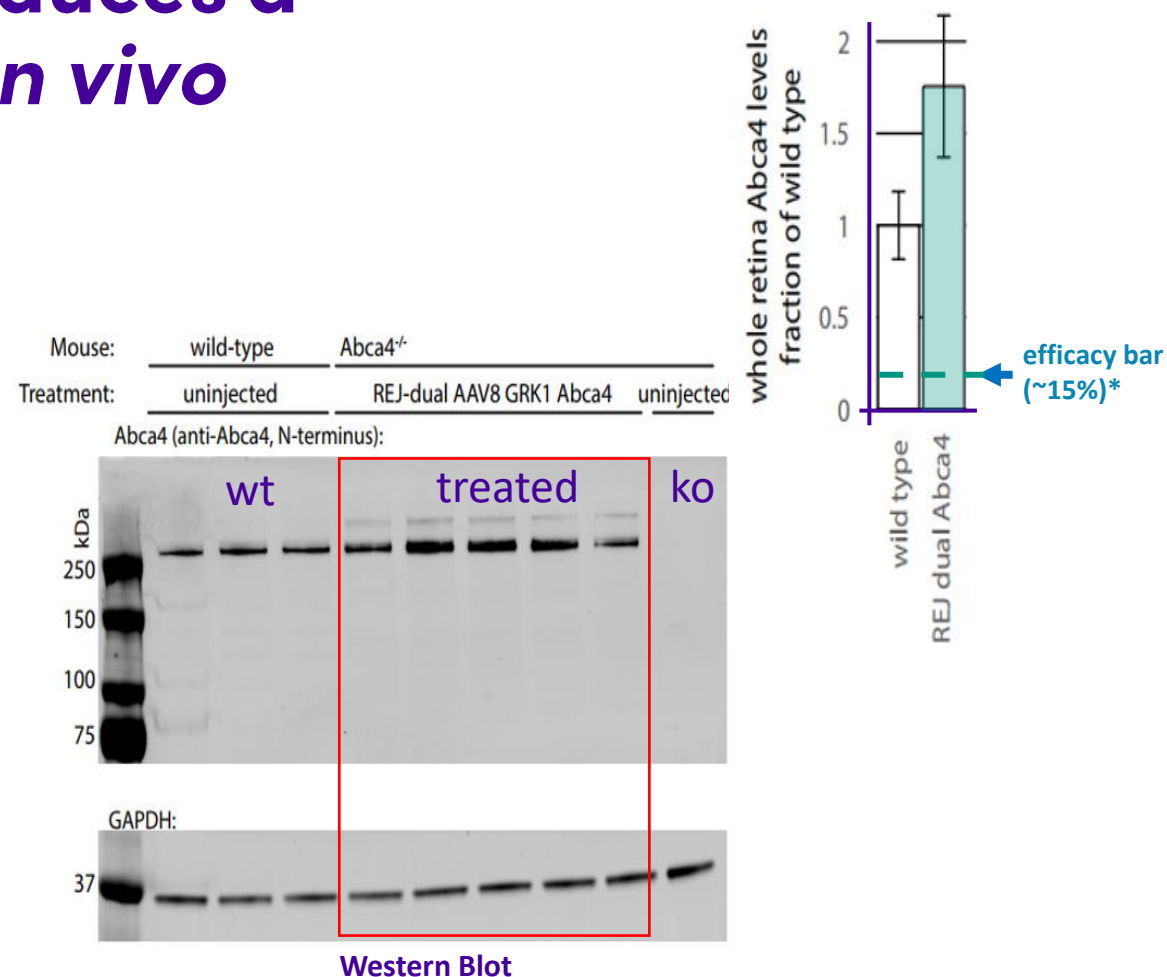 n vivo
whole retina Abca4 levels
fraction of wild type
2
1.5
1
0.5
0
efficacy bar
(~15%)*
wild type
REJ dual Abca4
Mouse: wild-type Abca4-/-
Treatment: uninjected REJ-dual AAV8 GRK1 Abca4 uninjected
Abca4 (anti-Abca4, N-terminus):
wt treated ko
kDa
250
150
100
75
GAPDH:
37
Western Blot